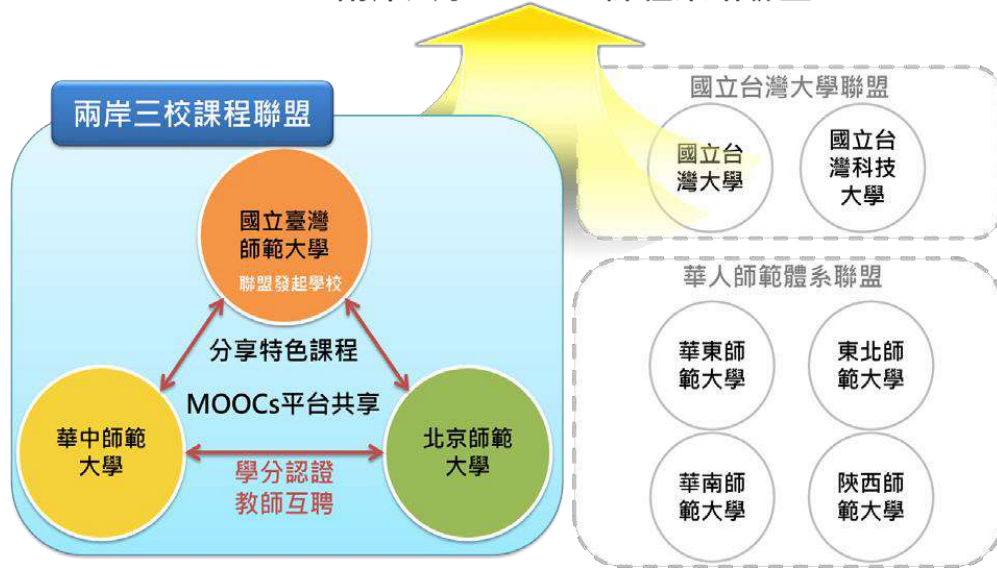 兩岸三校課程聯盟
國立臺灣
師範大學
聯盟發起學校
分享特色課程
MOOCs平台共享
華中師範
大學
北京師範
大學
學分認證
教師互聘
國立台灣大學聯盟
國立台
灣大學
國立台
灣科技
大學
華人師範體系聯盟
華東師
範大學
東北師
範大學
華南師
範大學
陝西師
範大學